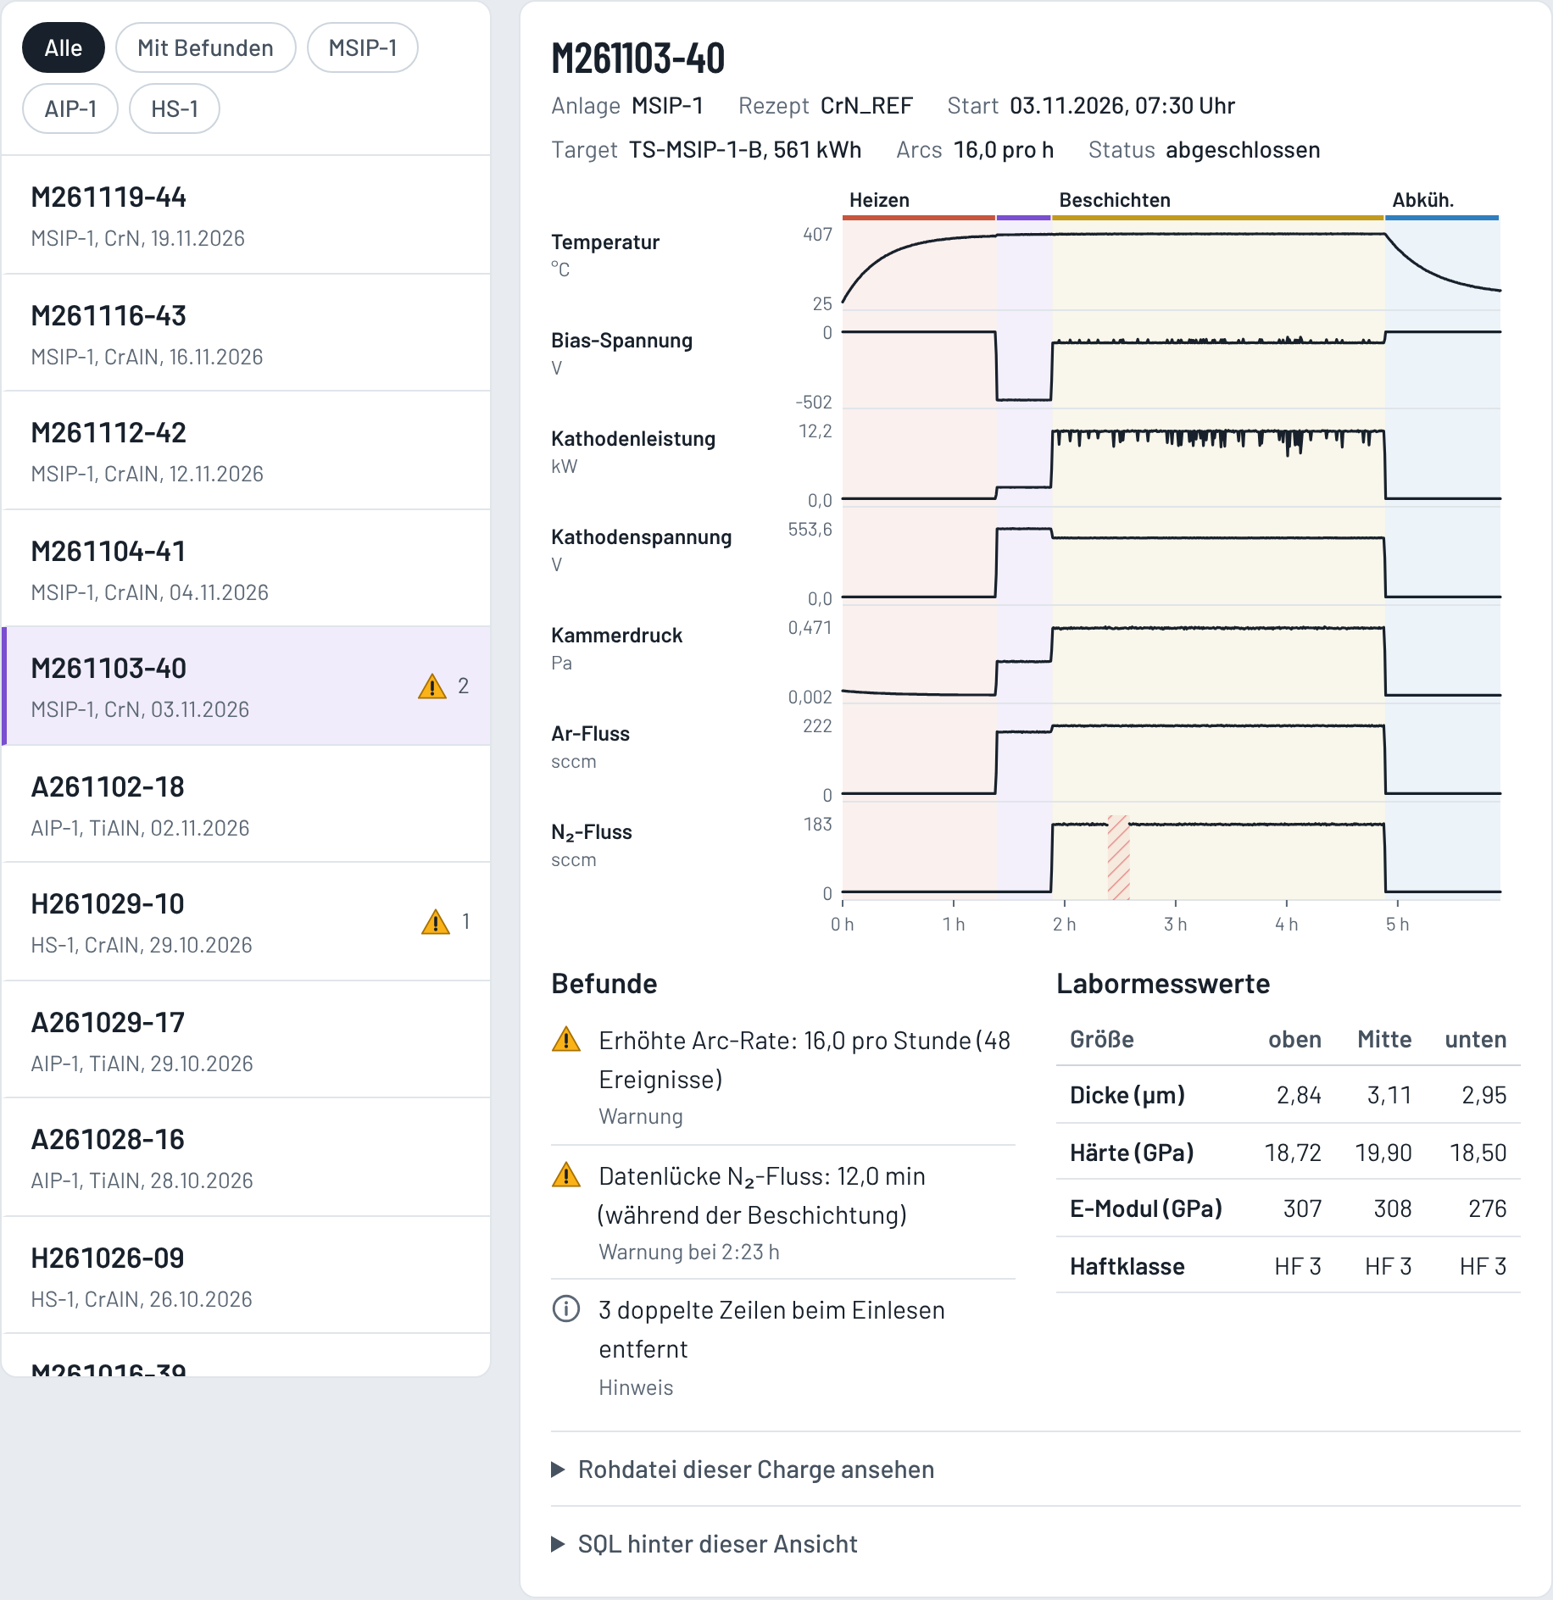 Alle
Mit Befunden
MSIP-1
AIP-1
HS-1
M261119-44
MSIP-1, CrN, 19.11.2026
M261116-43
MSIP-1, CrAlN, 16.11.2026
M261112-42
MSIP-1, CrAlN, 12.11.2026
M261104-41
MSIP-1, CrAlN, 04.11.2026
M261103-40
MSIP-1, CrN, 03.11.2026
2
A261102-18
AIP-1, TiAlN, 02.11.2026
H261029-10
HS-1, CrAlN, 29.10.2026
1
A261029-17
AIP-1, TiAlN, 29.10.2026
A261028-16
AIP-1, TiAlN, 28.10.2026
H261026-09
HS-1, CrAlN, 26.10.2026
M261016-39
M261103-40
Anlage MSIP-1 Rezept CrN_REF Start 03.11.2026, 07:30 Uhr
Target TS-MSIP-1-B, 561 kWh Arcs 16,0 pro h Status abgeschlossen
Heizen Beschichten Abküh.
Temperatur
°C
407
25
Bias-Spannung
V
0
-502
Kathodenleistung
kW
12,2
0,0
Kathodenspannung
V
553,6
0,0
Kammerdruck
Pa
0,471
0,002
Ar-Fluss
sccm
222
0
N₂-Fluss
sccm
183
0
0 h 1 h 2 h 3 h 4 h 5 h
Befunde
Erhöhte Arc-Rate: 16,0 pro Stunde (48
Ereignisse)
Warnung
Datenlücke N₂-Fluss: 12,0 min
(während der Beschichtung)
Warnung bei 2:23 h
3 doppelte Zeilen beim Einlesen
entfernt
Hinweis
Labormesswerte
Größe oben Mitte unten
Dicke (µm) 2,84 3,11 2,95
Härte (GPa) 18,72 19,90 18,50
E-Modul (GPa) 307 308 276
Haftklasse HF 3 HF 3 HF 3
Rohdatei dieser Charge ansehen
SQL hinter dieser Ansicht